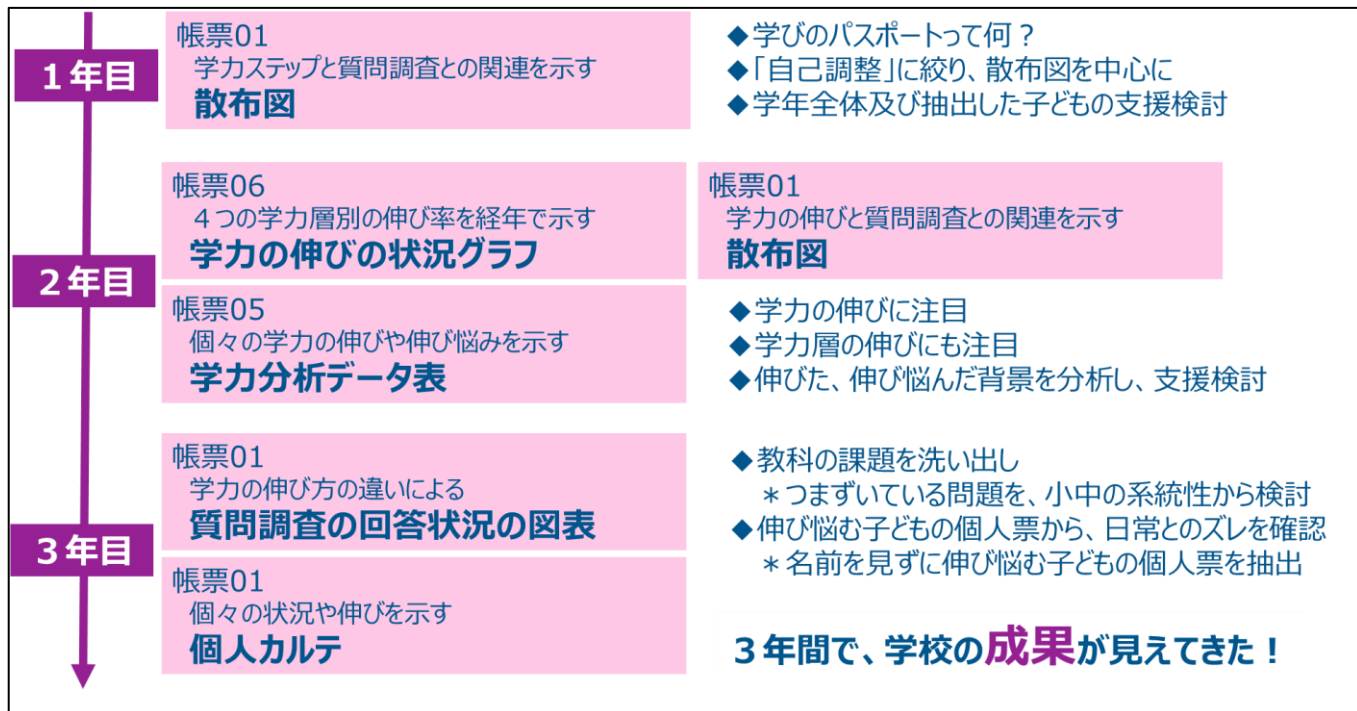 1年目
帳票01
学力ステップと質問調査との関連を示す
散布図
◆学びのパスポートって何？
◆「自己調整」に絞り、散布図を中心に
◆学年全体及び抽出した子どもの支援検討
2年目
帳票06
４つの学力層別の伸び率を経年で示す
学力の伸びの状況グラフ
帳票01
学力の伸びと質問調査との関連を示す
散布図
帳票05
個々の学力の伸びや伸び悩みを示す
学力分析データ表
◆学力の伸びに注目
◆学力層の伸びにも注目
◆伸びた、伸び悩んだ背景を分析し、支援検討
3年目
帳票01
学力の伸び方の違いによる
質問調査の回答状況の図表
帳票01
個々の状況や伸びを示す
個人カルテ
◆教科の課題を洗い出し
＊つまずいている問題を、小中の系統性から検討
◆伸び悩む子どもの個人票から、日常とのズレを確認
＊名前を見ずに伸び悩む子どもの個人票を抽出
３年間で、学校の成果が見えてきた！